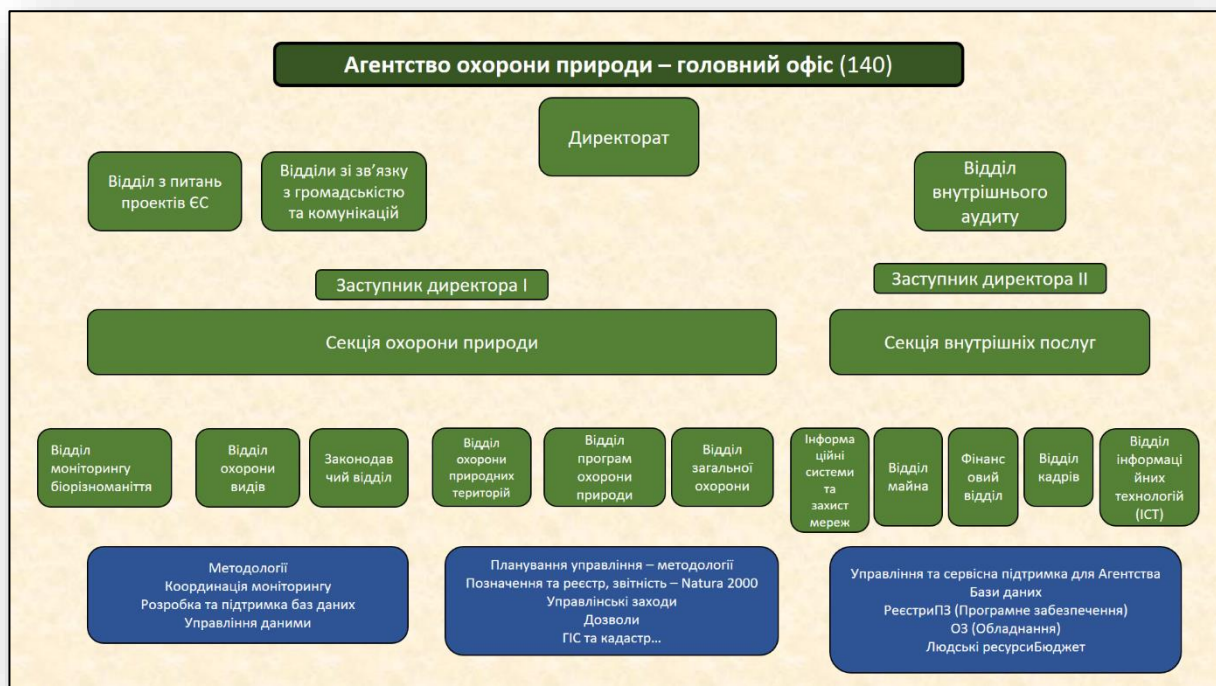 Агентство охорони природи – головний офіс (140)
Директорат
Відділ з питань
проектів ЄС
Відділи зі зв’язку
з громадськістю
та комунікацій
Відділ
внутрішнього
аудиту
Заступник директора I
Заступник директора II
Секція охорони природи
Секція внутрішніх послуг
Відділ
моніторингу
біорізноманіття
Відділ
охорони
видів
Законодав
чий відділ
Відділ
охорони
природних
територій
Відділ
програм
охорони
природи
Відділ
загальної
охорони
Інформа
ційні
системи
та
захист
мереж
Відділ
майна
Фінанс
овий
відділ
Відділ
кадрів
Відділ
інформаці
йних
технологій
(ІСТ)
Методології
Координація моніторингу
Розробка та підтримка баз даних
Управління даними
Планування управління – методології
Позначення та реєстр, звітність – Natura 2000
Управлінські заходи
Дозволи
ГІС та кадастр...
Управління та сервісна підтримка для Агентства
Бази даних
РеєстриПЗ (Програмне забезпечення)
ОЗ (Обладнання)
Людські ресурсиБюджет